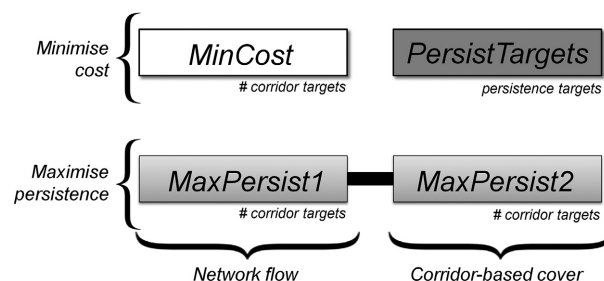 Minimise
cost
MinCost
# corridor targets
PersistTargets
persistence targets
Maximise
persistence
MaxPersist1
# corridor targets
MaxPersist2
# corridor targets
Network flow
Corridor-based cover